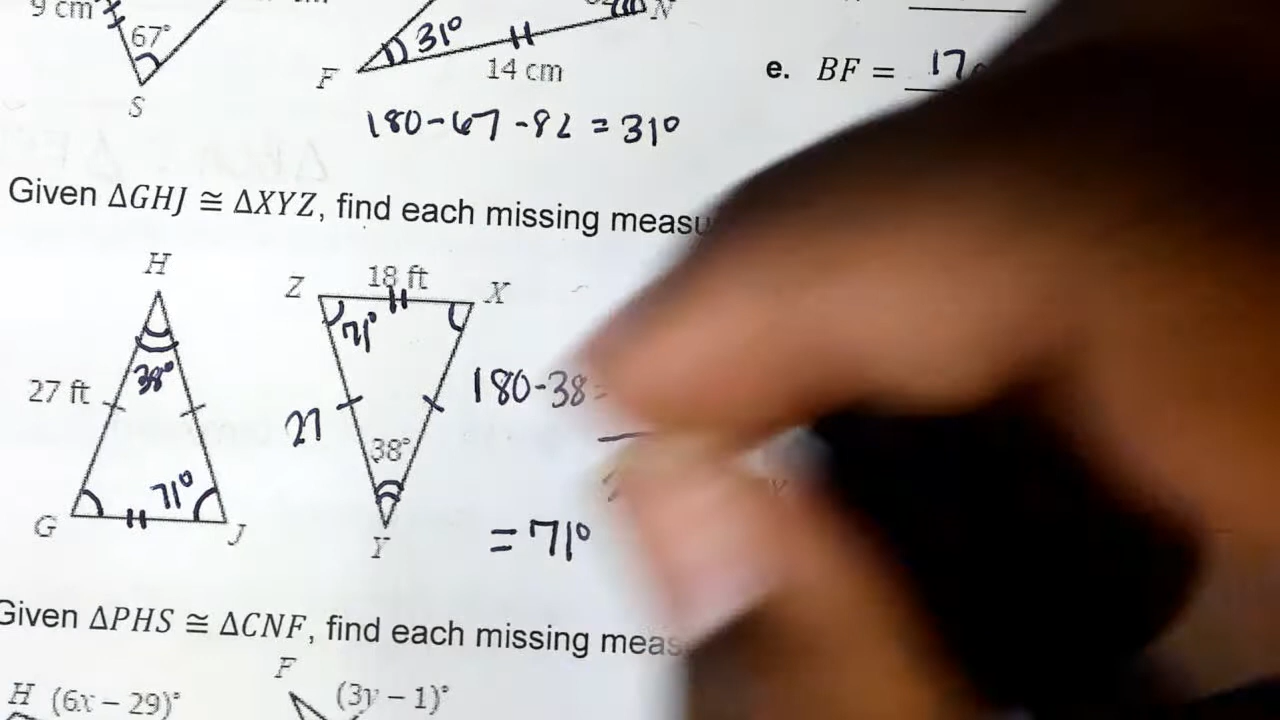 9 cm
67°
S
31°
N
F
14 cm
e. BF = 17
180-67-82 = 31°
Given ΔGHJ ≅ ΔXYZ, find each missing measu
H
Z
18 ft
X
71°
38°
27 ft
180-38=
27
38°
71°
G
J
Y
= 71°
Given ΔPHS ≅ ΔCNF, find each missing meas
F
H (6x − 29)°
(3y − 1)°